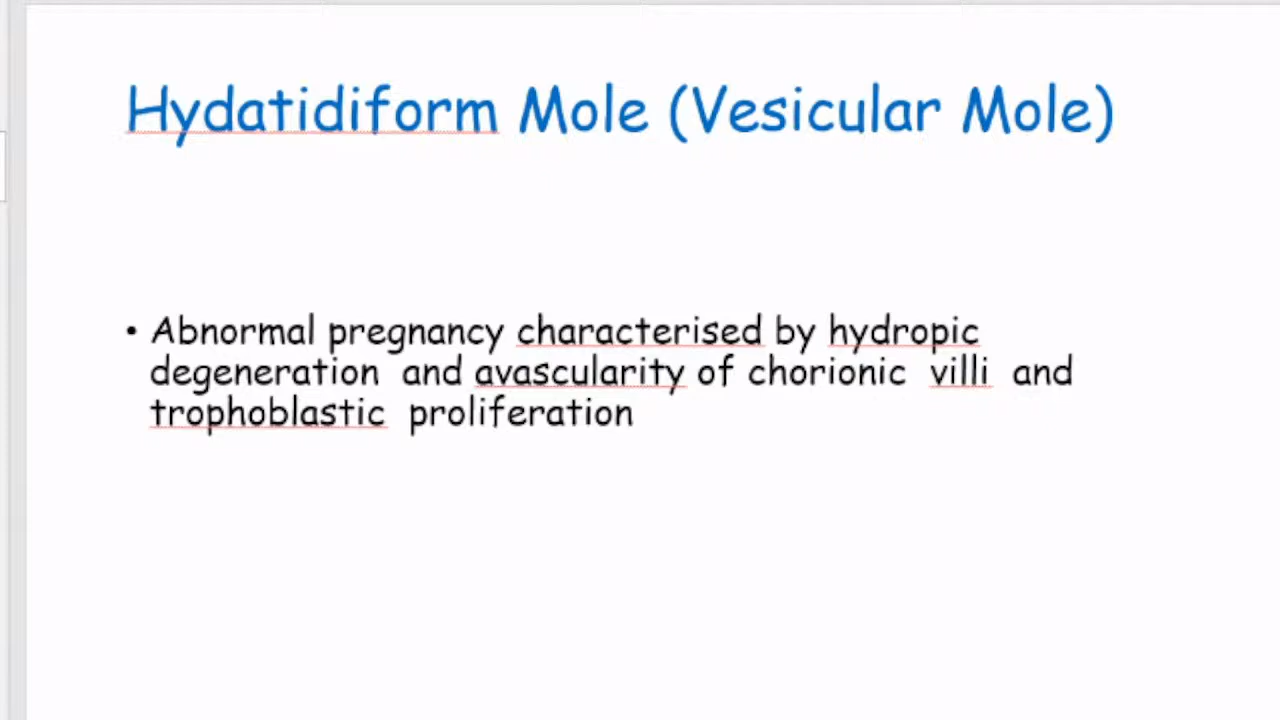 Hydatidiform Mole (Vesicular Mole)
• Abnormal pregnancy characterised by hydropic
degeneration and avascularity of chorionic villi and
trophoblastic proliferation